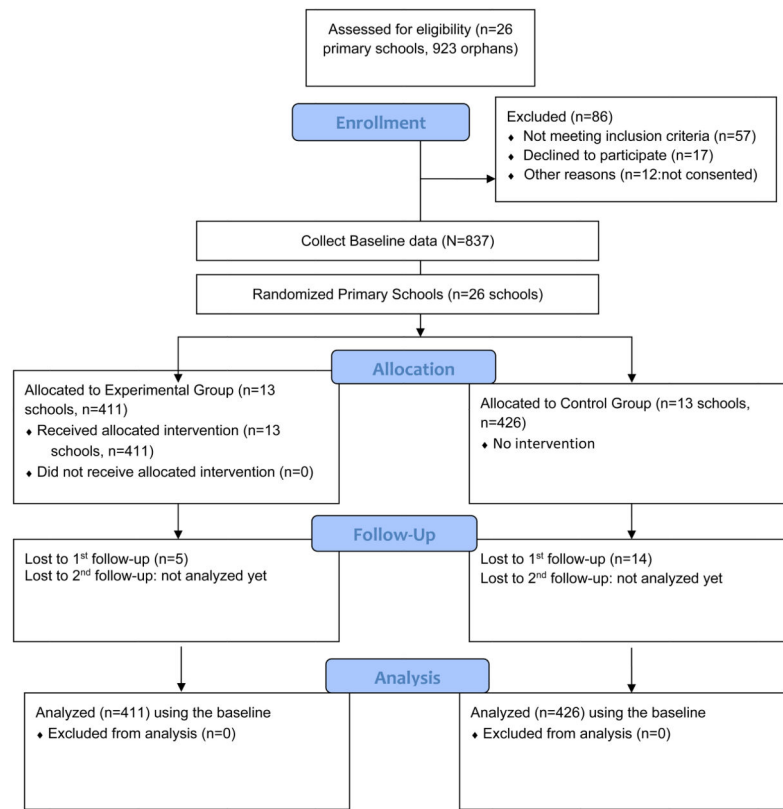 Assessed for eligibility (n=26
primary schools, 923 orphans)
Enrollment
Excluded (n=86)
♦ Not meeting inclusion criteria (n=57)
♦ Declined to participate (n=17)
♦ Other reasons (n=12:not consented)
Collect Baseline data (N=837)
Randomized Primary Schools (n=26 schools)
Allocation
Allocated to Experimental Group (n=13
schools, n=411)
♦ Received allocated intervention (n=13
schools, n=411)
♦ Did not receive allocated intervention (n=0)
Allocated to Control Group (n=13 schools,
n=426)
♦ No intervention
Follow-Up
Lost to 1st follow-up (n=5)
Lost to 2nd follow-up: not analyzed yet
Lost to 1st follow-up (n=14)
Lost to 2nd follow-up: not analyzed yet
Analysis
Analyzed (n=411) using the baseline
♦ Excluded from analysis (n=0)
Analyzed (n=426) using the baseline
♦ Excluded from analysis (n=0)